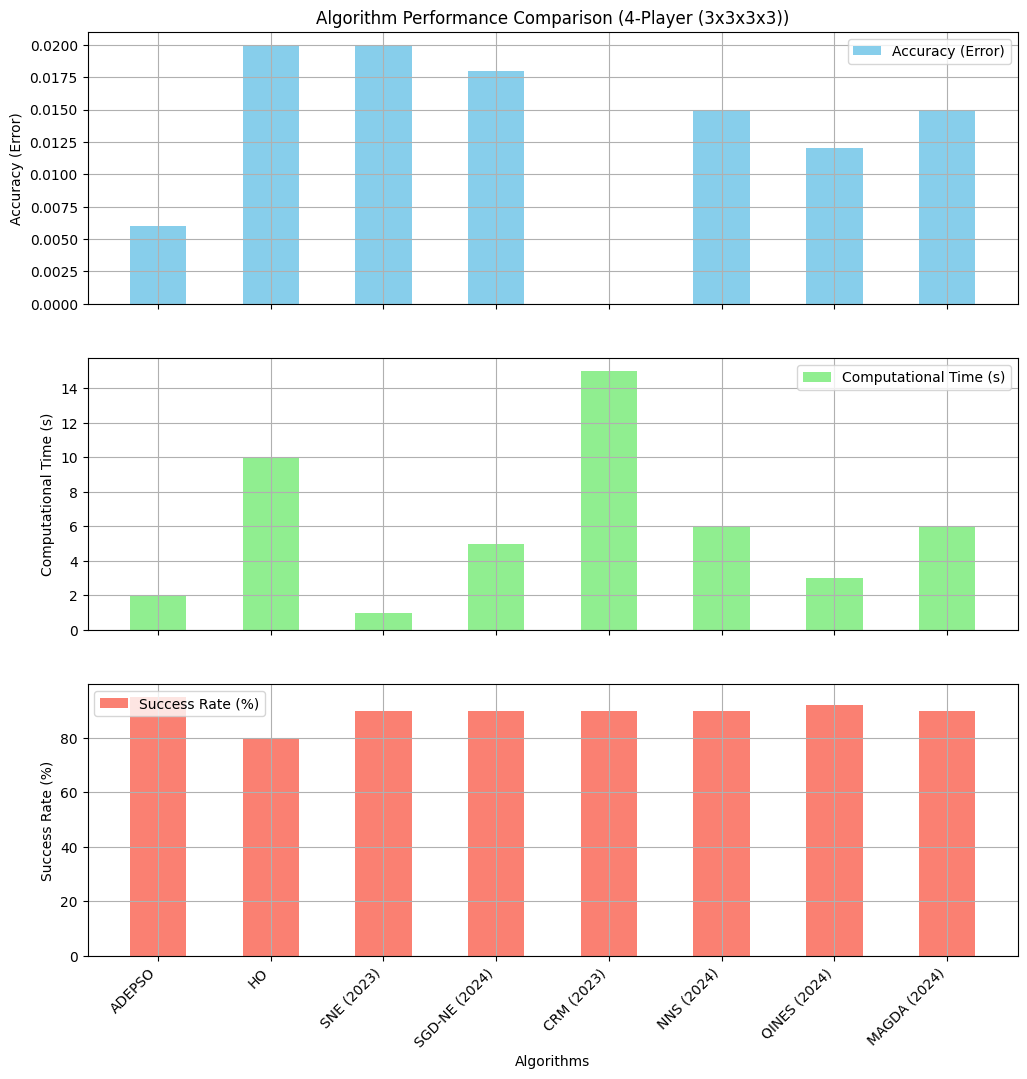 Algorithm Performance Comparison (4-Player (3x3x3x3))
Accuracy (Error)
0.0200
0.0175
0.0150
0.0125
0.0100
0.0075
0.0050
0.0025
0.0000
Accuracy (Error)
Computational Time (s)
14
12
10
8
6
4
2
0
Computational Time (s)
Success Rate (%)
80
60
40
20
0
Success Rate (%)
ADEPSO
HO
SNE (2023)
SGD-NE (2024)
CRM (2023)
NNS (2024)
QINES (2024)
MAGDA (2024)
Algorithms